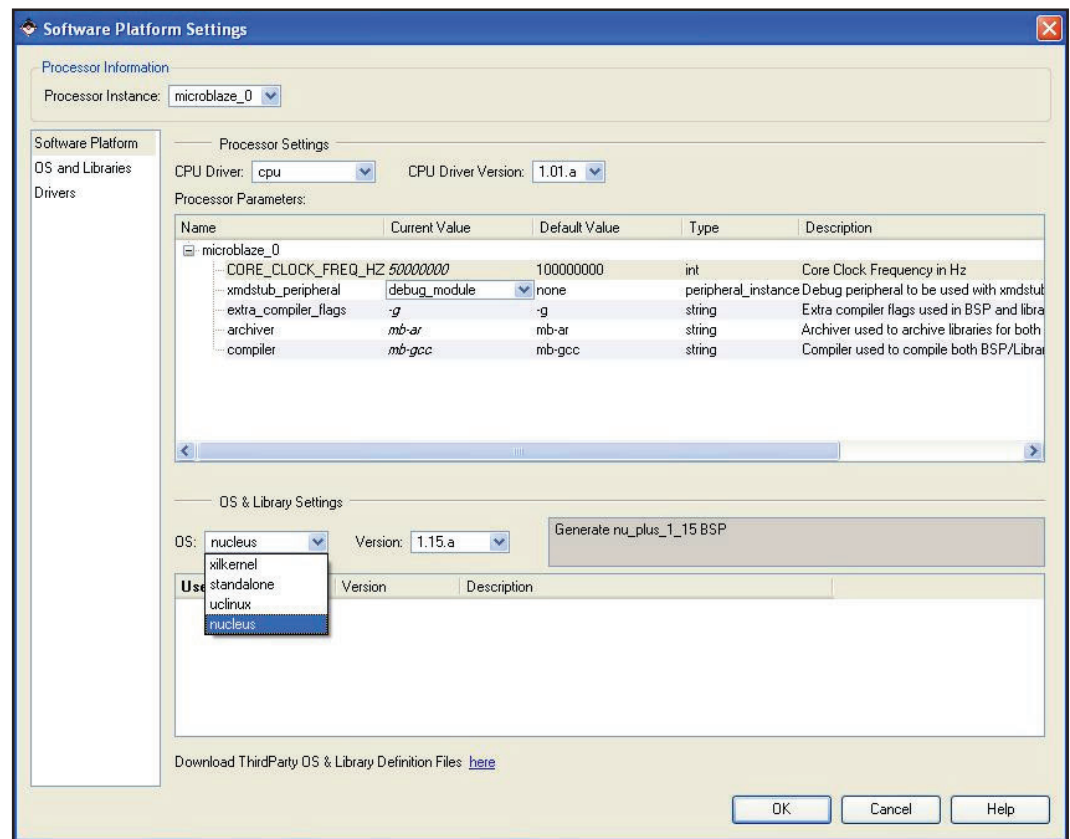 Software Platform Settings
Processor Information
Processor Instance: microblaze_0
Software Platform
OS and Libraries
Drivers
Processor Settings
CPU Driver: cpu CPU Driver Version: 1.01.a
Processor Parameters:
Name Current Value Default Value Type Description
microblaze_0
CORE_CLOCK_FREQ_HZ 50000000 100000000 int Core Clock Frequency in Hz
xmdstub_peripheral debug_module none peripheral_instance Debug peripheral to be used with xmdstub
extra_compiler_flags -g -g string Extra compiler flags used in BSP and libra
archiver mb-ar mb-ar string Archiver used to archive libraries for both
compiler mb-gcc mb-gcc string Compiler used to compile both BSP/Librar
OS & Library Settings
OS: nucleus Version: 1.15.a Generate nu_plus_1_15 BSP
xilkernel
standalone
uclinux
nucleus
Use Version Description
Download ThirdParty OS & Library Definition Files here
OK Cancel Help